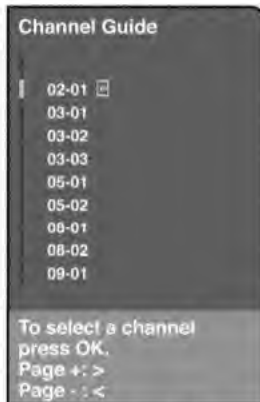 Channel Guide
02-01
03-01
03-02
03-03
05-01
05-02
08-01
08-02
09-01
To select a channel
press OK.
Page +: >
Page - : <